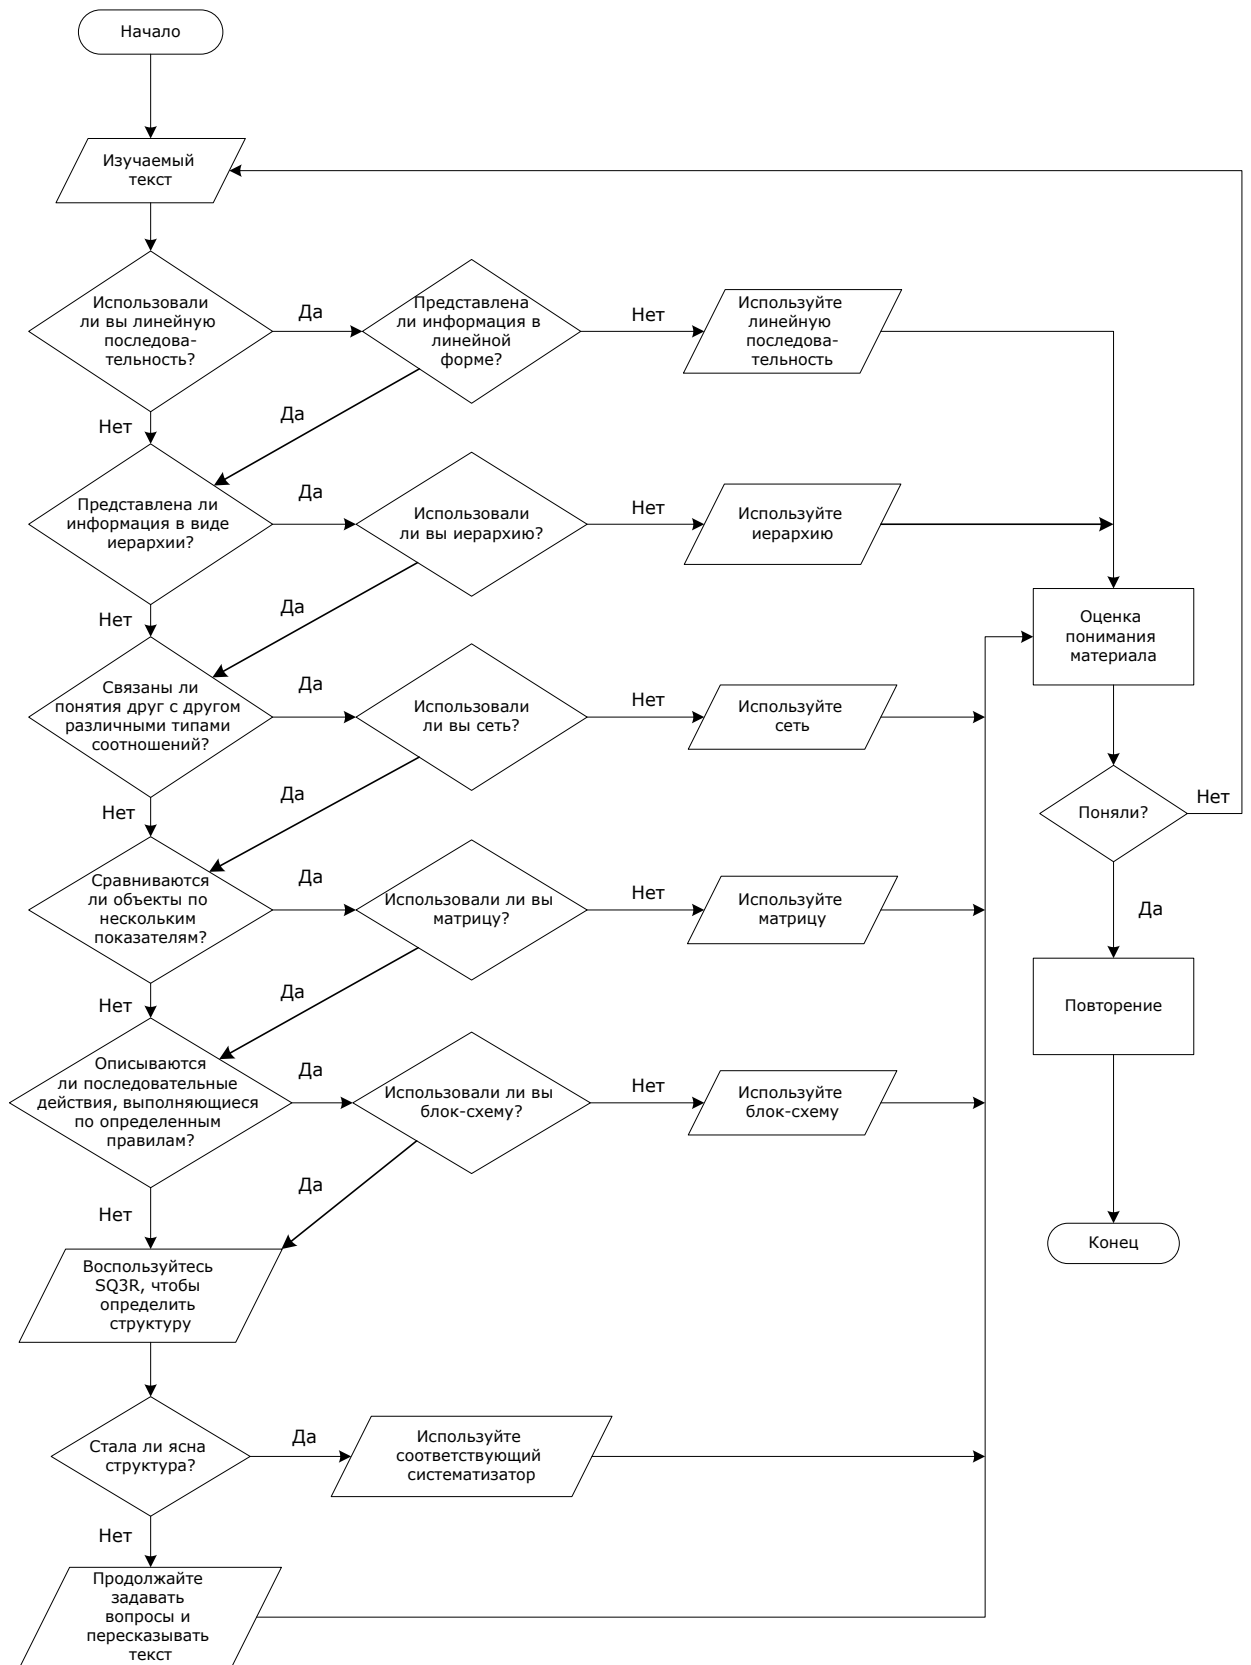 Начало
Изучаемый
текст
Использовали
ли вы линейную
последова-
тельность?
Да
Представлена
ли информация в
линейной
форме?
Нет
Используйте
линейную
последова-
тельность
Нет
Да
Представлена ли
информация в виде
иерархии?
Да
Использовали
ли вы иерархию?
Нет
Используйте
иерархию
Нет
Да
Оценка
понимания
материала
Связаны ли
понятия друг с другом
различными типами
соотношений?
Да
Использовали
ли вы сеть?
Нет
Используйте
сеть
Нет
Да
Поняли?
Нет
Сравниваются
ли объекты по
нескольким
показателям?
Да
Использовали ли вы
матрицу?
Нет
Используйте
матрицу
Да
Нет
Да
Повторение
Описываются
ли последовательные
действия, выполняющиеся
по определенным
правилам?
Да
Использовали ли вы
блок-схему?
Нет
Используйте
блок-схему
Нет
Да
Конец
Воспользуйтесь
SQ3R, чтобы
определить
структуру
Стала ли ясна
структура?
Да
Используйте
соответствующий
систематизатор
Нет
Продолжайте
задавать
вопросы и
пересказывать
текст